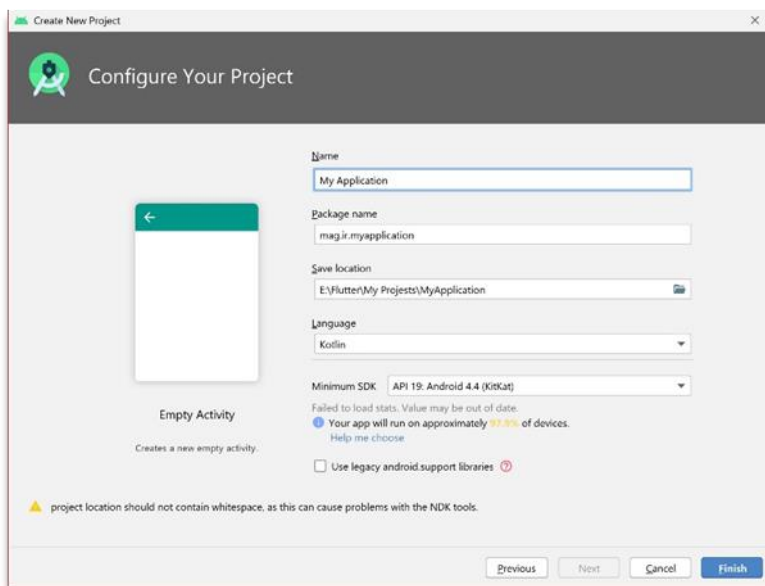 Create New Project
Configure Your Project
Name
My Application
Package name
mag.ir.myapplication
Save location
E:\Flutter\My Projests\MyApplication
Language
Kotlin
Minimum SDK API 19: Android 4.4 (KitKat)
Failed to load stats. Value may be out of date.
Your app will run on approximately 97.9% of devices.
Help me choose
Use legacy android.support libraries
Empty Activity
Creates a new empty activity.
project location should not contain whitespace, as this can cause problems with the NDK tools.
Previous Next Cancel Finish